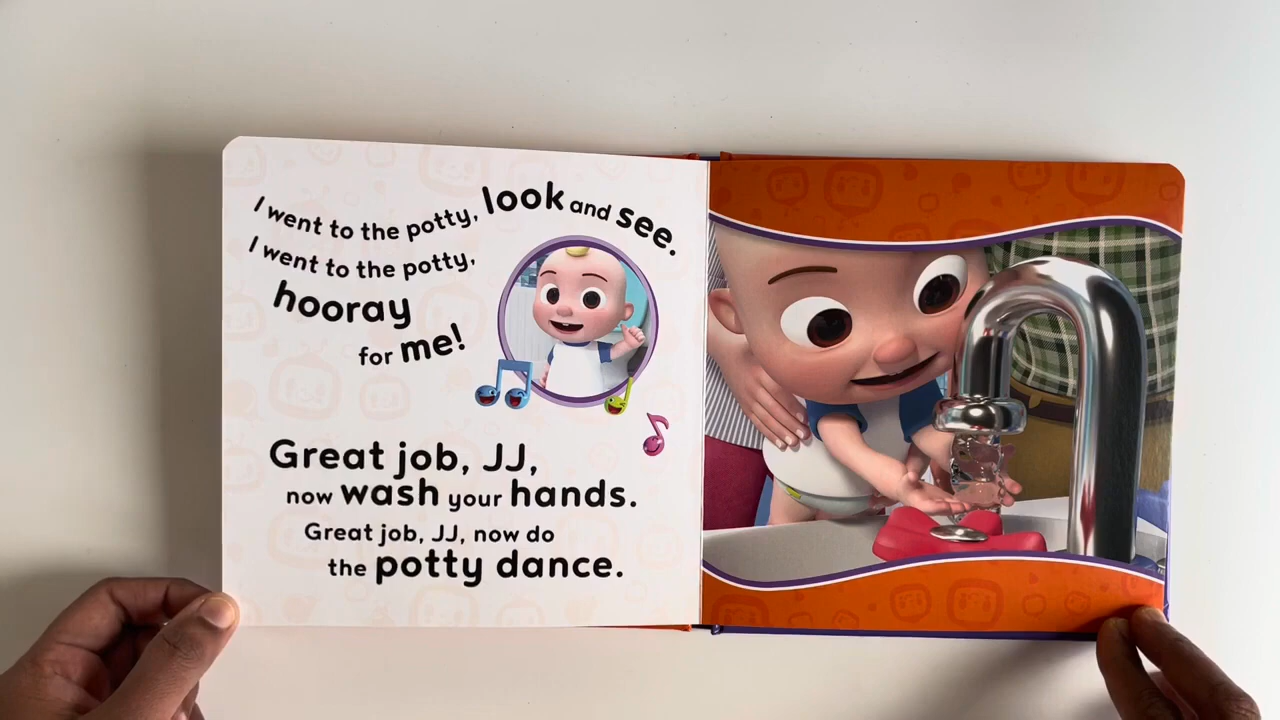 I went to the potty, look and see.
I went to the potty,
hooray
for me!
Great job, JJ,
now wash your hands.
Great job, JJ, now do
the potty dance.